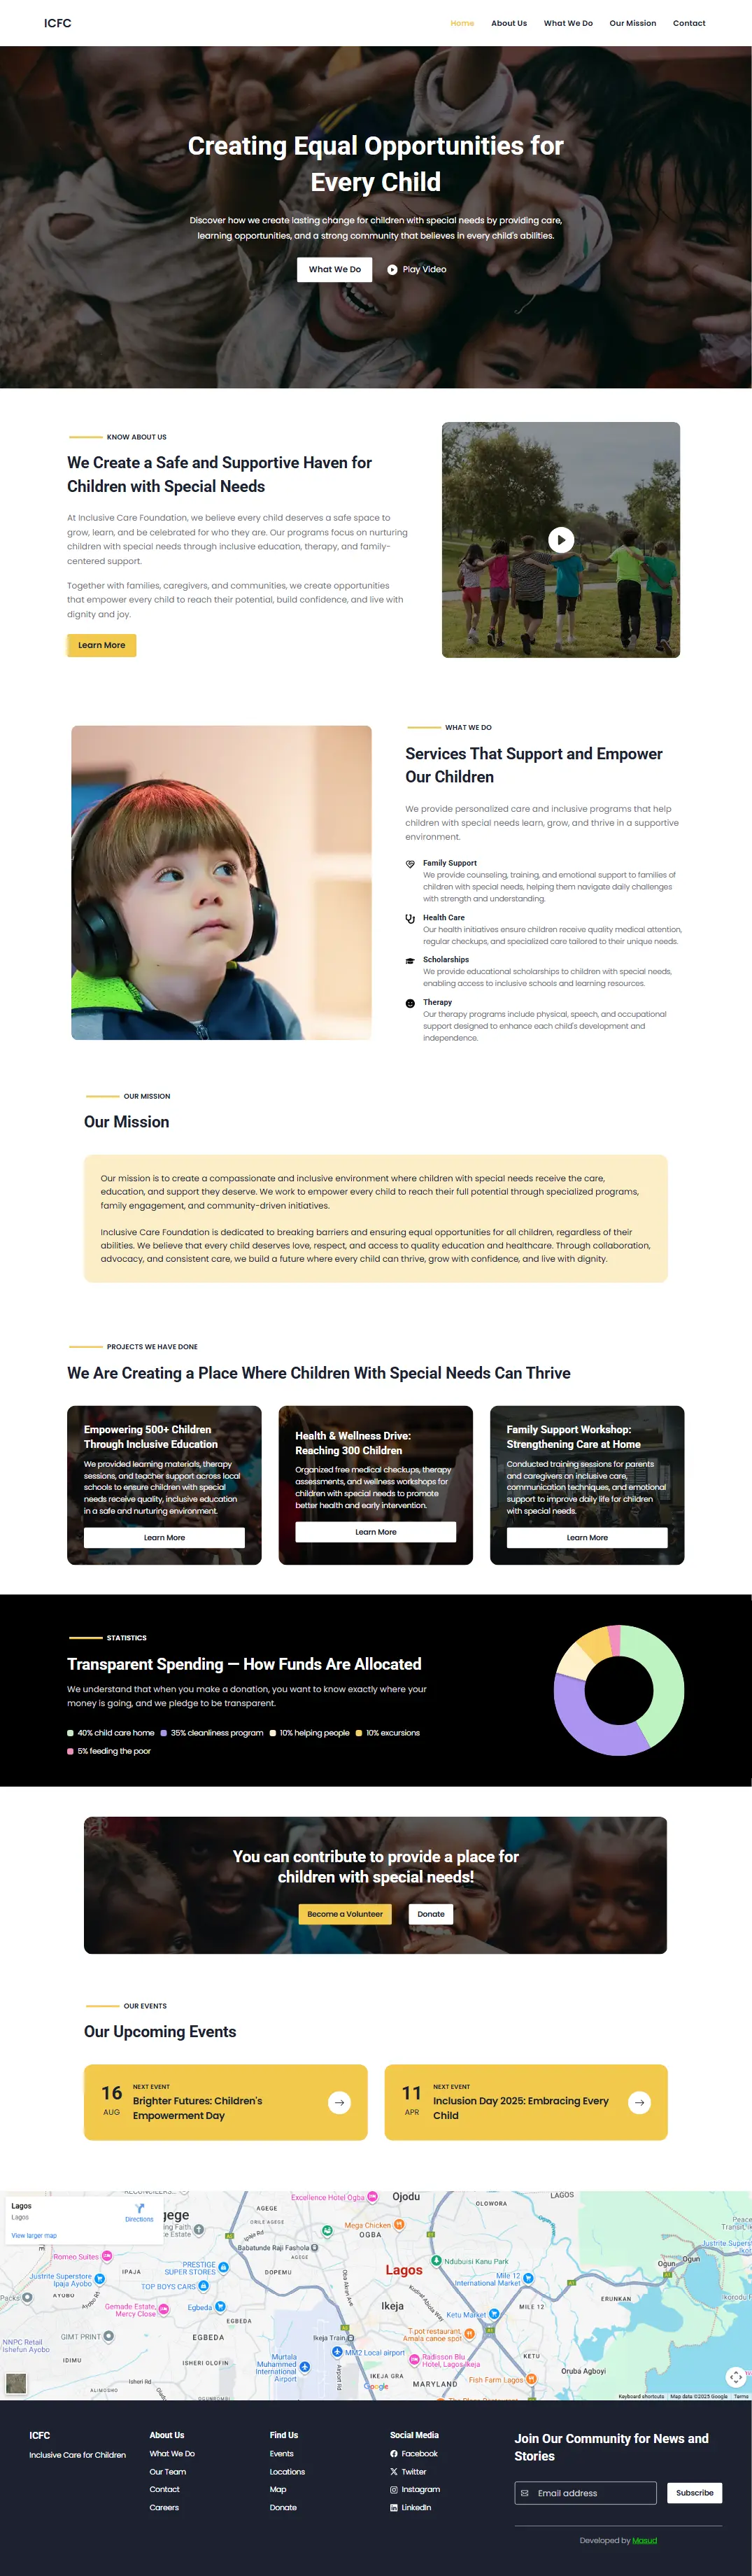 ICFC
Home
About Us
What We Do
Our Mission
Contact
Creating Equal Opportunities for
Every Child
Discover how we create lasting change for children with special needs by providing care,
learning opportunities, and a strong community that believes in every child's abilities.
What We Do
Play Video
KNOW ABOUT US
We Create a Safe and Supportive Haven for
Children with Special Needs
At Inclusive Care Foundation, we believe every child deserves a safe space to
grow, learn, and be celebrated for who they are. Our programs focus on nurturing
children with special needs through inclusive education, therapy, and family-
centered support.
Together with families, caregivers, and communities, we create opportunities
that empower every child to reach their potential, build confidence, and live with
dignity and joy.
Learn More
WHAT WE DO
Services That Support and Empower
Our Children
We provide personalized care and inclusive programs that help
children with special needs learn, grow, and thrive in a supportive
environment.
Family Support
We provide counseling, training, and emotional support to families of
children with special needs, helping them navigate daily challenges
with strength and understanding.
Health Care
Our health initiatives ensure children receive quality medical attention,
regular checkups, and specialized care tailored to their unique needs.
Scholarships
We provide educational scholarships to children with special needs,
enabling access to inclusive schools and learning resources.
Therapy
Our therapy programs include physical, speech, and occupational
support designed to enhance each child's development and
independence.
OUR MISSION
Our Mission
Our mission is to create a compassionate and inclusive environment where children with special needs receive the care,
education, and support they deserve. We work to empower every child to reach their full potential through specialized programs,
family engagement, and community-driven initiatives.
Inclusive Care Foundation is dedicated to breaking barriers and ensuring equal opportunities for all children, regardless of their
abilities. We believe that every child deserves love, respect, and access to quality education and healthcare. Through collaboration,
advocacy, and consistent care, we build a future where every child can thrive, grow with confidence, and live with dignity.
PROJECTS WE HAVE DONE
We Are Creating a Place Where Children With Special Needs Can Thrive
Empowering 500+ Children
Through Inclusive Education
We provided learning materials, therapy
sessions, and teacher support across local
schools to ensure children with special
needs receive quality, inclusive education
in a safe and nurturing environment.
Learn More
Health & Wellness Drive:
Reaching 300 Children
Organized free medical checkups, therapy
assessments, and wellness workshops for
children with special needs to promote
better health and early intervention.
Learn More
Family Support Workshop:
Strengthening Care at Home
Conducted training sessions for parents
and caregivers on inclusive care,
communication techniques, and emotional
support to improve daily life for children
with special needs.
Learn More
STATISTICS
Transparent Spending — How Funds Are Allocated
We understand that when you make a donation, you want to know exactly where your
money is going, and we pledge to be transparent.
40% child care home
35% cleanliness program
10% helping people
10% excursions
5% feeding the poor
You can contribute to provide a place for
children with special needs!
Become a Volunteer
Donate
OUR EVENTS
Our Upcoming Events
16
AUG
NEXT EVENT
Brighter Futures: Children's
Empowerment Day
11
APR
NEXT EVENT
Inclusion Day 2025: Embracing Every
Child
Lagos
Lagos
Directions
View larger map
Excellence Hotel Ogba
Ojodu
LAGOS
OLOWORA
AGEGE
Mega Chicken
OGBA
Babatunde Raji Fashola
AGEGE
Romeo Suites
PRESTIGE
SUPER STORES
IPAJA
DOPEMU
Lagos
Ndubuisi Kanu Park
Ogun
Ogun
Justrite Superstore
Ipaja Ayobo
AYOBO
TOP BOYS CARS
Mile 12
International Market
ERUNKAN
Gemade Estate,
Mercy Close
Egbeda
Ikeja
Ketu Market
MILE 12
EGBEDA
GIMT PRINT
EGBEDA
Ikeja Train
T.pot restaurant.
Amala canoe spot
NNPC Retail
Ishefun Ayobo
IDIMU
ISHERI OLOFIN
Murtala
Muhammed
International
Airport
MM2 Local airport
Radisson Blu
Hotel, Lagos Ikeja
KETU
Oruba Agboyi
Isheri Rd
IKEJA GRA
MARYLAND
Fish Farm Lagos
Airport Rd
Google
Keyboard shortcuts
Map data ©2025 Google
Terms
ICFC
Inclusive Care for Children
About Us
What We Do
Our Team
Contact
Careers
Find Us
Events
Locations
Map
Donate
Social Media
Facebook
Twitter
Instagram
LinkedIn
Join Our Community for News and
Stories
Email address
Subscribe
Developed by Masud